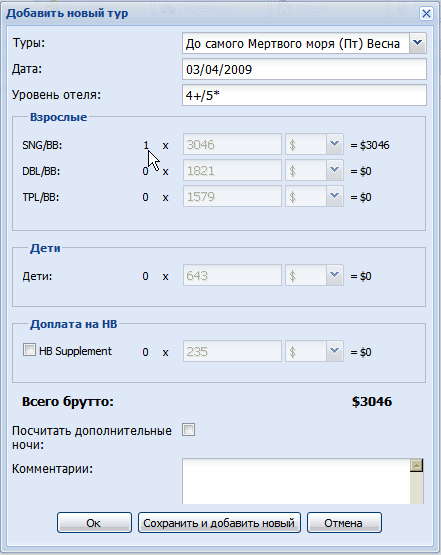 Добавить новый тур
Туры: До самого Мертвого моря (Пт) Весна
Дата: 03/04/2009
Уровень отеля: 4+/5*
Взрослые
SNG/BB: 1 x 3046 $ = $3046
DBL/BB: 0 x 1821 $ = $0
TPL/BB: 0 x 1579 $ = $0
Дети
Дети: 0 x 643 $ = $0
Доплата на HB
HB Supplement 0 x 235 $ = $0
Всего брутто: $3046
Посчитать дополнительные
ночи:
Комментарии:
Ок Сохранить и добавить новый Отмена